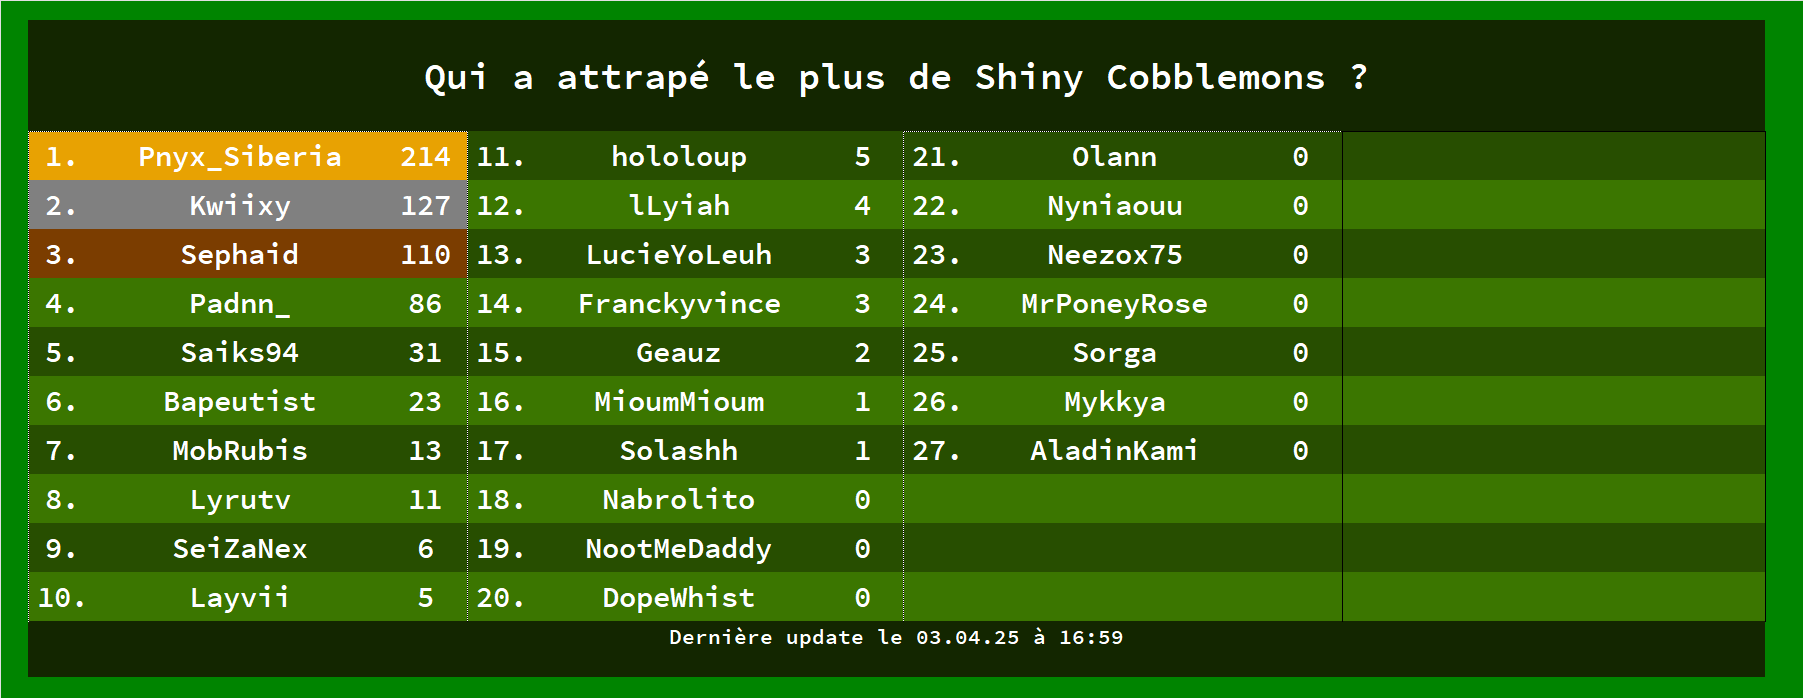 Qui a attrapé le plus de Shiny Cobblemons ?
1. Pnyx_Siberia 214
2. Kwiixy 127
3. Sephaid 110
4. Padnn_ 86
5. Saiks94 31
6. Bapeutist 23
7. MobRubis 13
8. Lyrutv 11
9. SeiZaNex 6
10. Layvii 5
11. hololoup 5
12. lLyiah 4
13. LucieYoLeuh 3
14. Franckyvince 3
15. Geauz 2
16. MioumMioum 1
17. Solashh 1
18. Nabrolito 0
19. NootMeDaddy 0
20. DopeWhist 0
21. Olann 0
22. Nyniaouu 0
23. Neezox75 0
24. MrPoneyRose 0
25. Sorga 0
26. Mykkya 0
27. AladinKami 0
Dernière update le 03.04.25 à 16:59